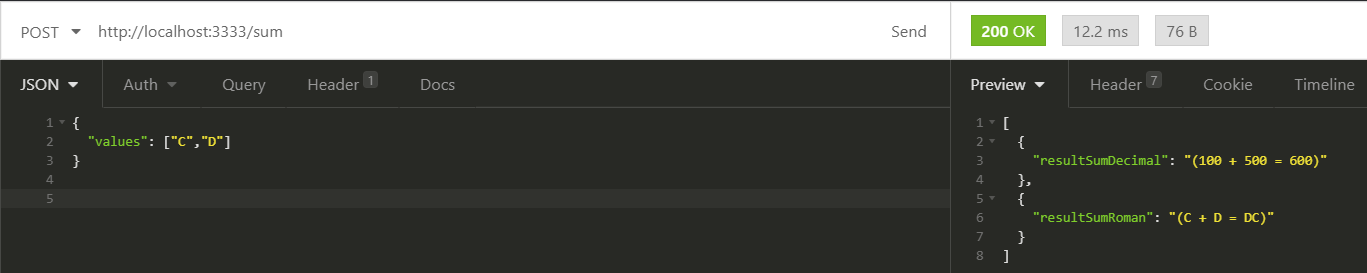 POST http://localhost:3333/sum Send 200 OK 12.2 ms 76 B
JSON Auth Query Header 1 Docs Preview Header 7 Cookie Timeline
1 {
2 "values": ["C","D"]
3 }
4
5
1 [
2 {
3 "resultSumDecimal": "(100 + 500 = 600)"
4 },
5 {
6 "resultSumRoman": "(C + D = DC)"
7 }
8 ]